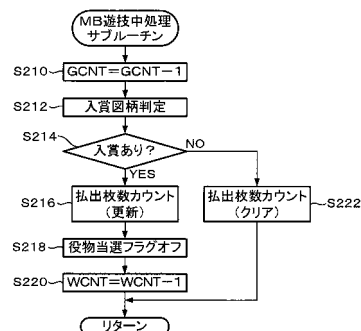 MB遊技中処理
サブルーチン
S210
GCNT=GCNT-1
S212
入賞図柄判定
S214
入賞あり?
NO
YES
S216
払出枚数カウント
(更新)
払出枚数カウント
(クリア)
S222
S218
役物当選フラグオフ
S220
WCNT=WCNT-1
リターン